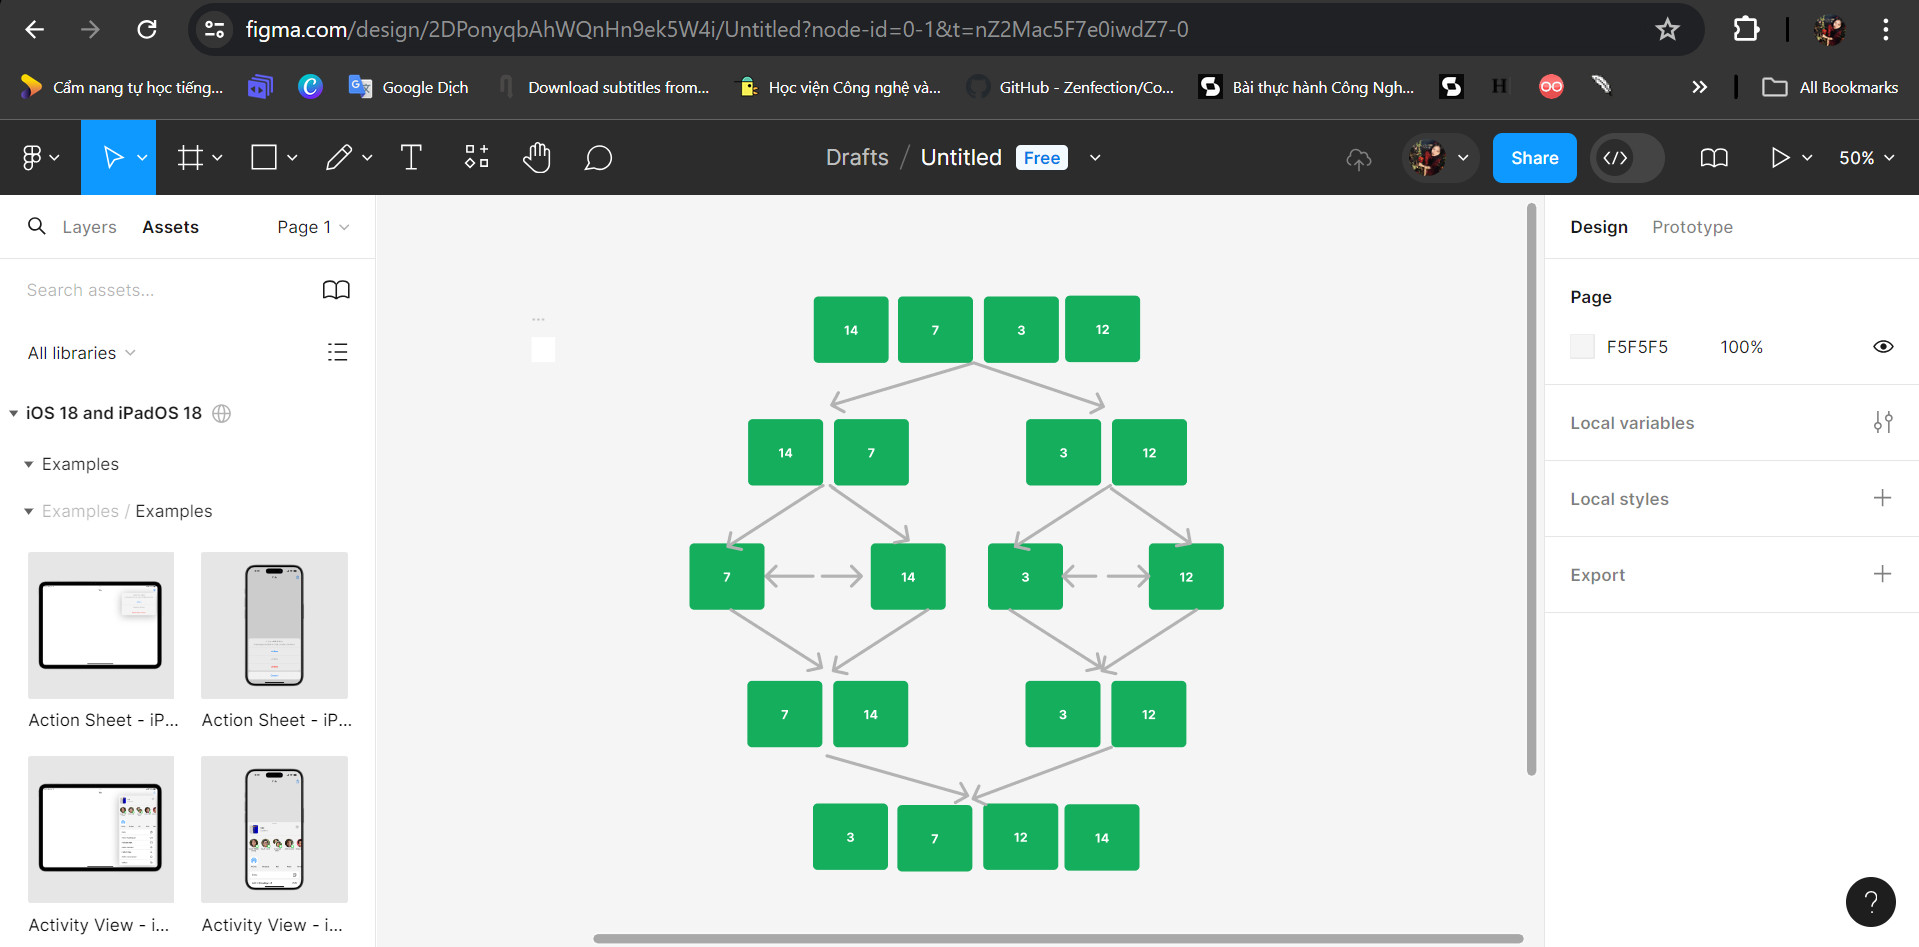 figma.com/design/2DPonyqbAhWQnHn9ek5W4i/Untitled?node-id=0-1&t=nZ2Mac5F7e0iwdZ7-0
Cẩm nang tự học tiếng...
Google Dịch
Download subtitles from...
Học viện Công nghệ và...
GitHub - Zenfection/Co...
Bài thực hành Công Ngh...
H
All Bookmarks
Drafts / Untitled Free
Share
50%
Layers Assets Page 1
Search assets...
All libraries
iOS 18 and iPadOS 18
Examples
Examples / Examples
Action Sheet - iP... Action Sheet - iP...
Activity View - i... Activity View - i...
...
14 7 3 12
14 7 3 12
7 14 3 12
7 14 3 12
3 7 12 14
Design Prototype
Page
F5F5F5 100%
Local variables
Local styles
Export
?